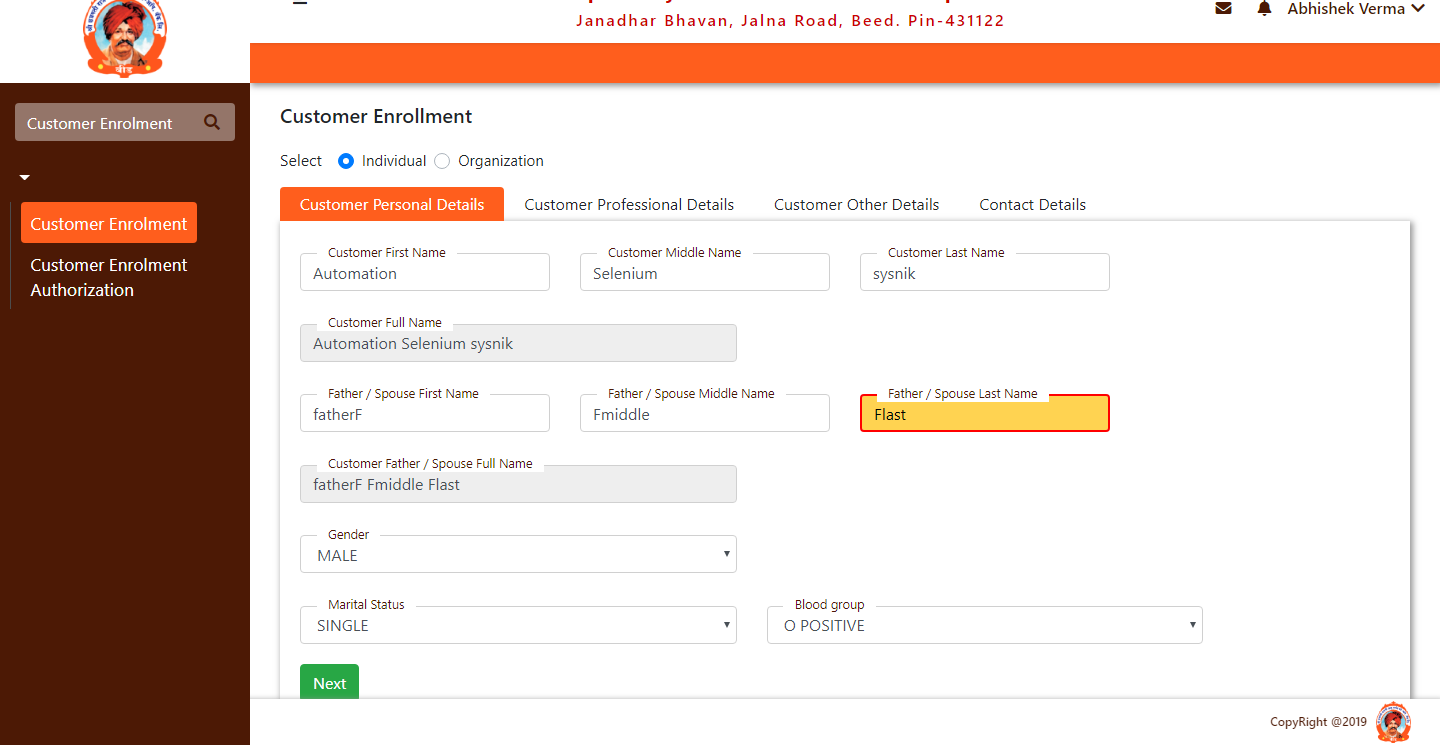 Janadhar Bhavan, Jalna Road, Beed. Pin-431122
Abhishek Verma
बीड
Customer Enrolment
Customer Enrolment
Customer Enrolment
Authorization
Customer Enrollment
Select Individual Organization
Customer Personal Details Customer Professional Details Customer Other Details Contact Details
Customer First Name Customer Middle Name Customer Last Name
Automation Selenium sysnik
Customer Full Name
Automation Selenium sysnik
Father / Spouse First Name Father / Spouse Middle Name Father / Spouse Last Name
fatherF Fmiddle Flast
Customer Father / Spouse Full Name
fatherF Fmiddle Flast
Gender
MALE
Marital Status Blood group
SINGLE O POSITIVE
Next
CopyRight @2019